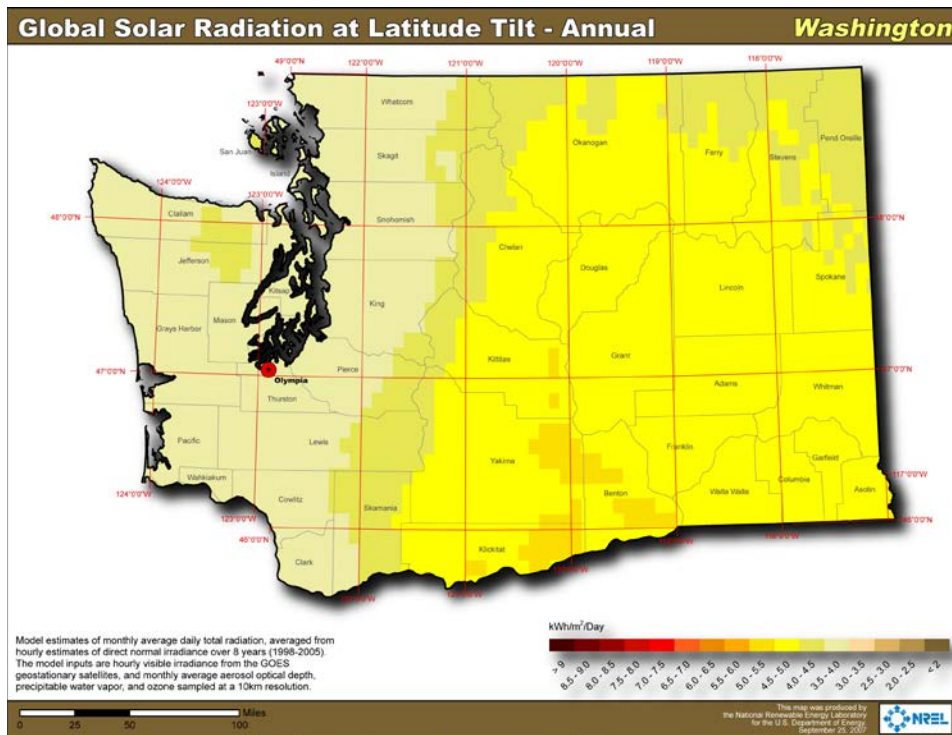 Global Solar Radiation at Latitude Tilt - Annual
Washington
49°0'0"N
122°0'0"W
121°0'0"W
120°0'0"W
119°0'0"W
118°0'0"W
123°0'0"W
Whatcom
San Juan
Skagit
Okanogan
Ferry
Stevens
Pend Oreille
Island
124°0'0"W
123°0'0"W
Clallam
48°0'0"N
Snohomish
Chelan
Jefferson
Douglas
Lincoln
Spokane
Kitsap
King
Mason
Grays Harbor
Kittitas
Grant
47°0'0"N
Olympia
Pierce
Adams
Whitman
Thurston
Pacific
Lewis
Yakima
Franklin
Garfield
117°0'0"W
Wahkiakum
Cowlitz
Skamania
Benton
Walla Walla
Columbia
Asotin
124°0'0"W
123°0'0"W
46°0'0"N
Clark
Klickitat
Model estimates of monthly average daily total radiation, averaged from
hourly estimates of direct normal irradiance over 8 years (1998-2005).
The model inputs are hourly visible irradiance from the GOES
geostationary satellites, and monthly average aerosol optical depth,
precipitable water vapor, and ozone sampled at a 10km resolution.
kWh/m²/Day
> 9
8.5 - 9.0
8.0 - 8.5
7.5 - 8.0
7.0 - 7.5
6.5 - 7.0
6.0 - 6.5
5.5 - 6.0
5.0 - 5.5
4.5 - 5.0
4.0 - 4.5
3.5 - 4.0
3.0 - 3.5
2.5 - 3.0
2.0 - 2.5
< 2
Miles
0 25 50 100
This map was produced by
the National Renewable Energy Laboratory
for the U.S. Department of Energy.
September 25, 2007
NREL